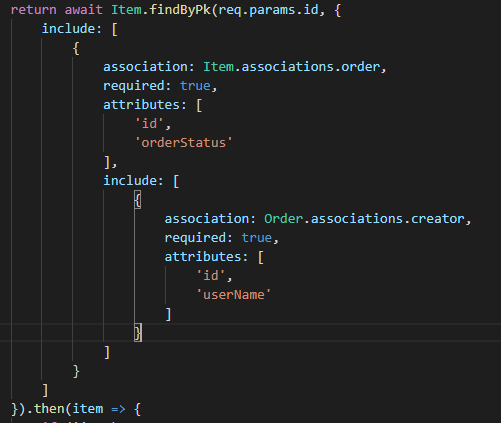 return await Item.findByPk(req.params.id, {
    include: [
        {
            association: Item.associations.order,
            required: true,
            attributes: [
                'id',
                'orderStatus'
            ],
            include: [
                {
                    association: Order.associations.creator,
                    required: true,
                    attributes: [
                        'id',
                        'userName'
                    ]
                }
            ]
        }
    ]
}).then(item => {